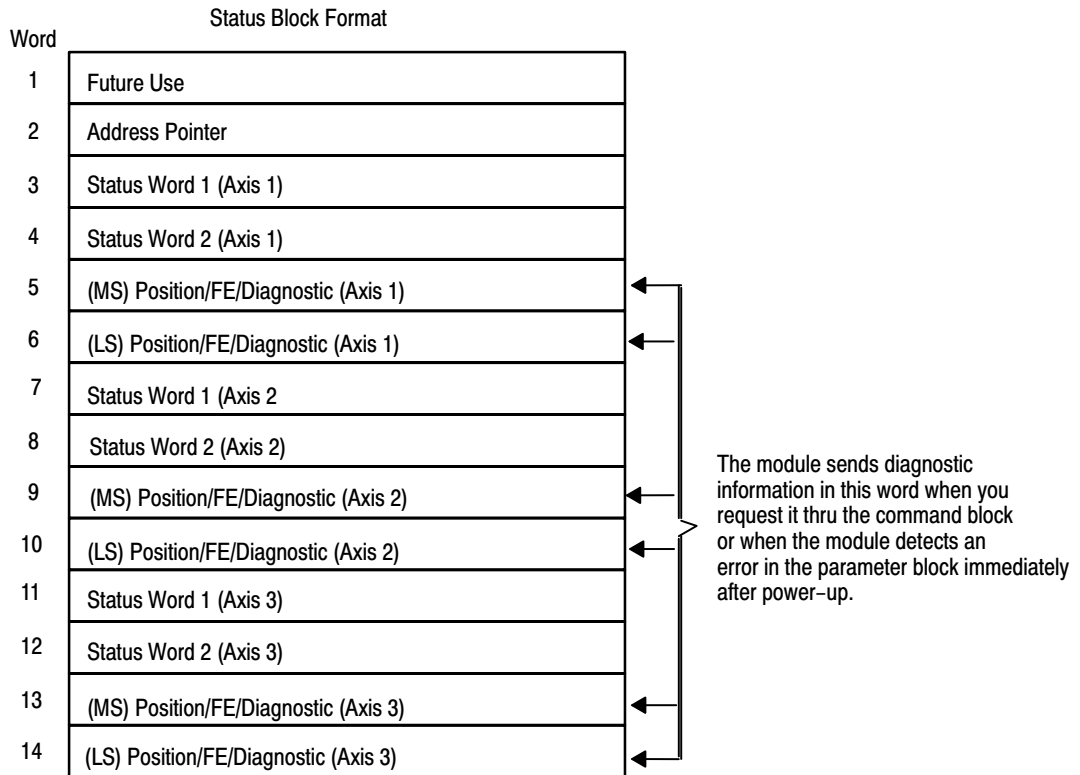 Status Block Format
Word
1 Future Use
2 Address Pointer
3 Status Word 1 (Axis 1)
4 Status Word 2 (Axis 1)
5 (MS) Position/FE/Diagnostic (Axis 1)
6 (LS) Position/FE/Diagnostic (Axis 1)
7 Status Word 1 (Axis 2
8 Status Word 2 (Axis 2)
9 (MS) Position/FE/Diagnostic (Axis 2)
10 (LS) Position/FE/Diagnostic (Axis 2)
11 Status Word 1 (Axis 3)
12 Status Word 2 (Axis 3)
13 (MS) Position/FE/Diagnostic (Axis 3)
14 (LS) Position/FE/Diagnostic (Axis 3)
The module sends diagnostic
information in this word when you
request it thru the command block
or when the module detects an
error in the parameter block immediately
after power–up.